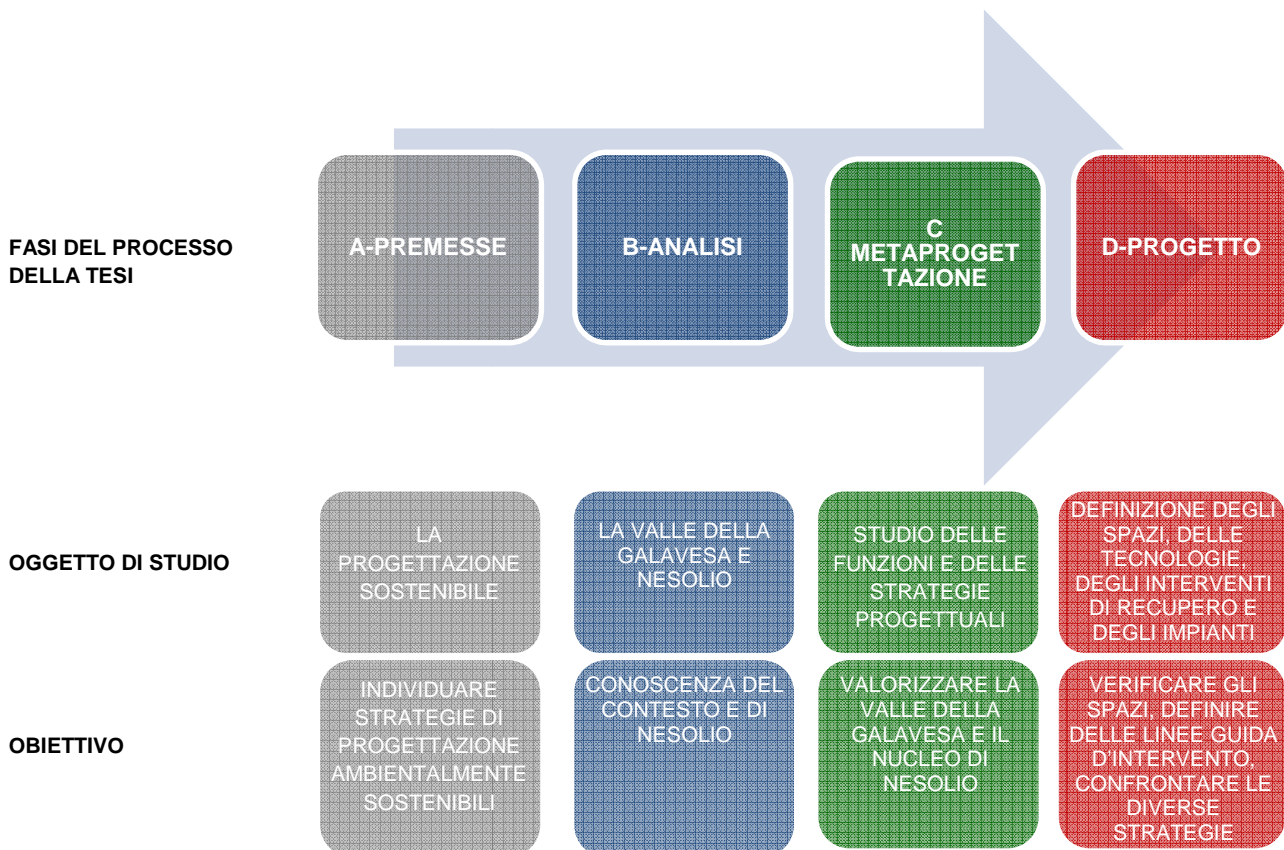 FASI DEL PROCESSO
DELLA TESI
A-PREMESSE
B-ANALISI
C
METAPROGET
TAZIONE
D-PROGETTO
OGGETTO DI STUDIO
LA
PROGETTAZIONE
SOSTENIBILE
LA VALLE DELLA
GALAVESA E
NESOLIO
STUDIO DELLE
FUNZIONI E DELLE
STRATEGIE
PROGETTUALI
DEFINIZIONE DEGLI
SPAZI, DELLE
TECNOLOGIE,
DEGLI INTERVENTI
DI RECUPERO E
DEGLI IMPIANTI
OBIETTIVO
INDIVIDUARE
STRATEGIE DI
PROGETTAZIONE
AMBIENTALMENTE
SOSTENIBILI
CONOSCENZA DEL
CONTESTO E DI
NESOLIO
VALORIZZARE LA
VALLE DELLA
GALAVESA E IL
NUCLEO DI
NESOLIO
VERIFICARE GLI
SPAZI, DEFINIRE
DELLE LINEE GUIDA
D'INTERVENTO,
CONFRONTARE LE
DIVERSE
STRATEGIE